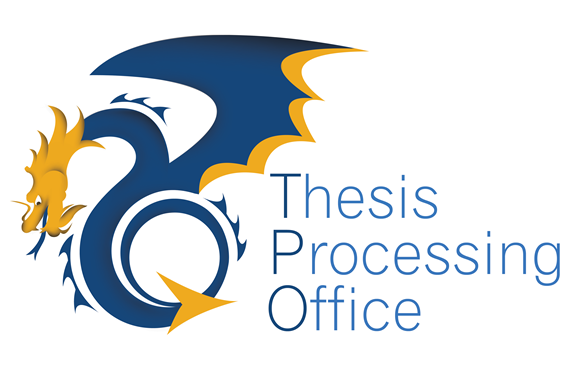 Thesis
Processing
Office